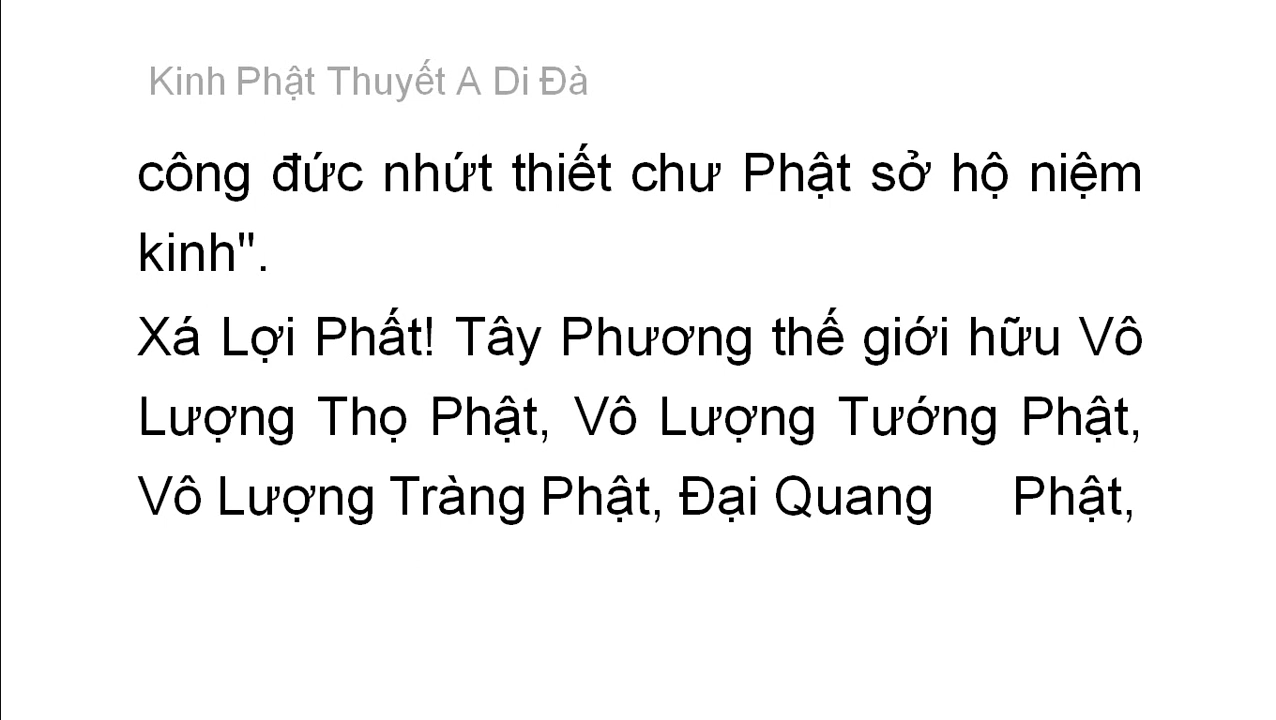 Kinh Phật Thuyết A Di Đà
công đức nhứt thiết chư Phật sở hộ niệm
kinh".
Xá Lợi Phất! Tây Phương thế giới hữu Vô
Lượng Thọ Phật, Vô Lượng Tướng Phật,
Vô Lượng Tràng Phật, Đại Quang Phật,